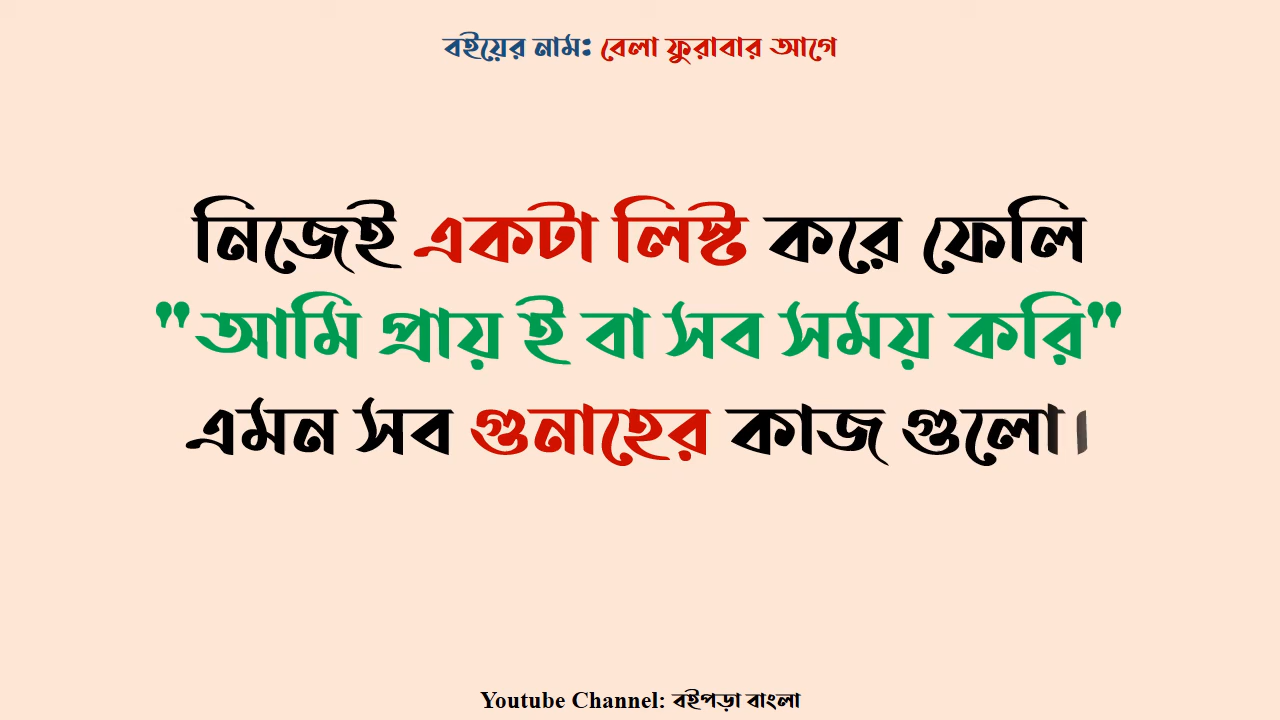 বইয়ের নাম: বেলা ফুরাবার আগে
নিজেই একটা লিস্ট করে ফেলি
"আমি প্রায় ই বা সব সময় করি"
এমন সব গুনাহের কাজ গুলো।
Youtube Channel: বইপড়া বাংলা